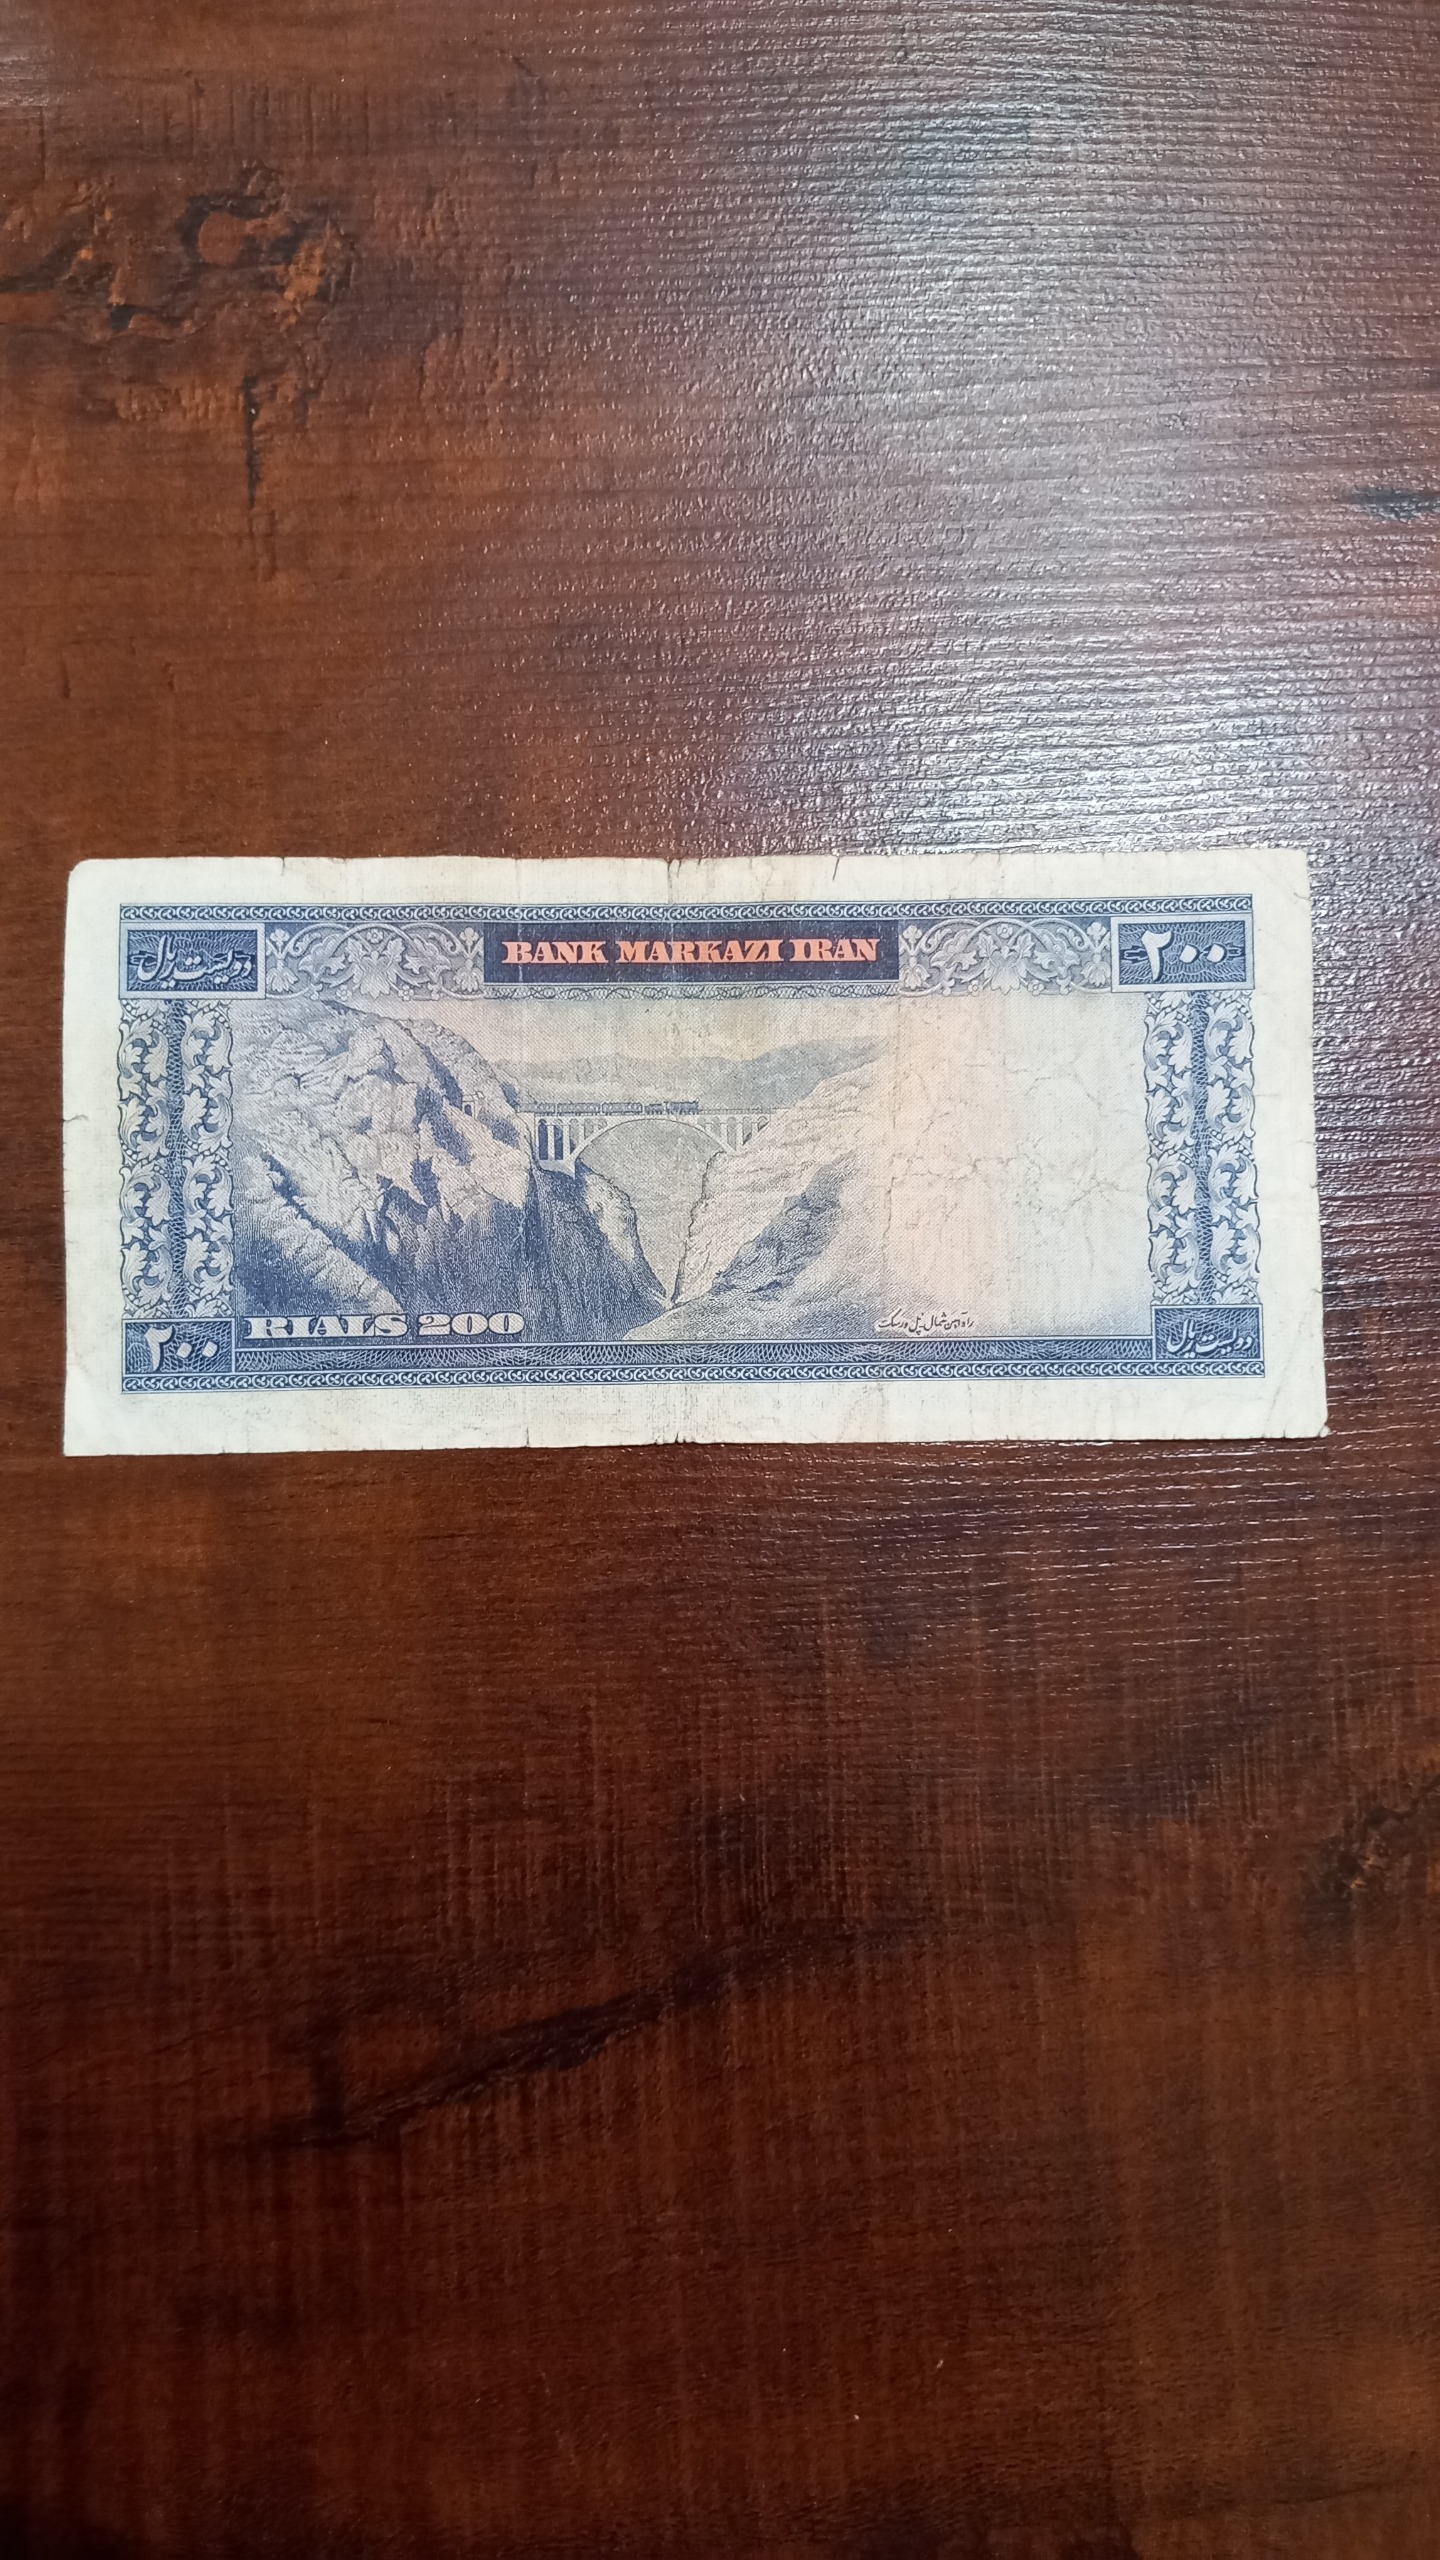 دویست ریال
BANK MARKAZI IRAN
۲۰۰
RIALS 200
راه آهن شمال پل ورسک
۲۰۰
دویست ریال